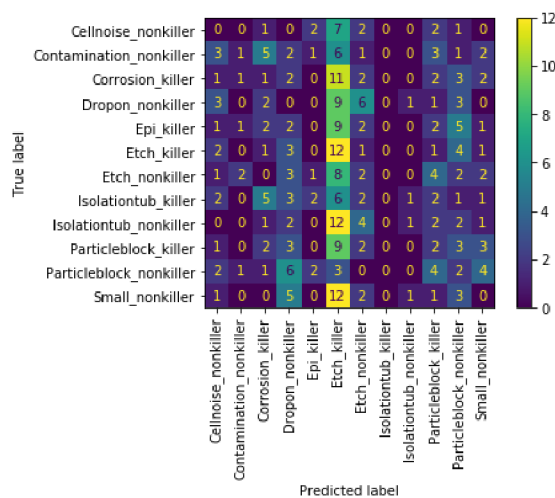 Cellnoise_nonkiller 0 0 1 0 2 7 2 0 0 2 1 0
Contamination_nonkiller 3 1 5 2 1 6 1 0 0 3 1 2
Corrosion_killer 1 1 1 2 0 11 2 0 0 2 3 2
Dropon_nonkiller 3 0 2 0 0 9 6 0 1 1 3 0
Epi_killer 1 1 2 2 0 9 2 0 0 2 5 1
Etch_killer 2 0 1 3 0 12 1 0 0 1 4 1
Etch_nonkiller 1 2 0 3 1 8 2 0 0 4 2 2
Isolationtub_killer 2 0 5 3 2 6 2 0 1 2 1 1
Isolationtub_nonkiller 0 0 1 2 0 12 4 0 1 2 2 1
Particleblock_killer 1 0 2 3 0 9 2 0 0 2 3 3
Particleblock_nonkiller 2 1 1 6 2 3 0 0 0 4 2 4
Small_nonkiller 1 0 0 5 0 12 2 0 1 1 3 0
True label
Cellnoise_nonkiller
Contamination_nonkiller
Corrosion_killer
Dropon_nonkiller
Epi_killer
Etch_killer
Etch_nonkiller
Isolationtub_killer
Isolationtub_nonkiller
Particleblock_killer
Particleblock_nonkiller
Small_nonkiller
Predicted label
12
10
8
6
4
2
0